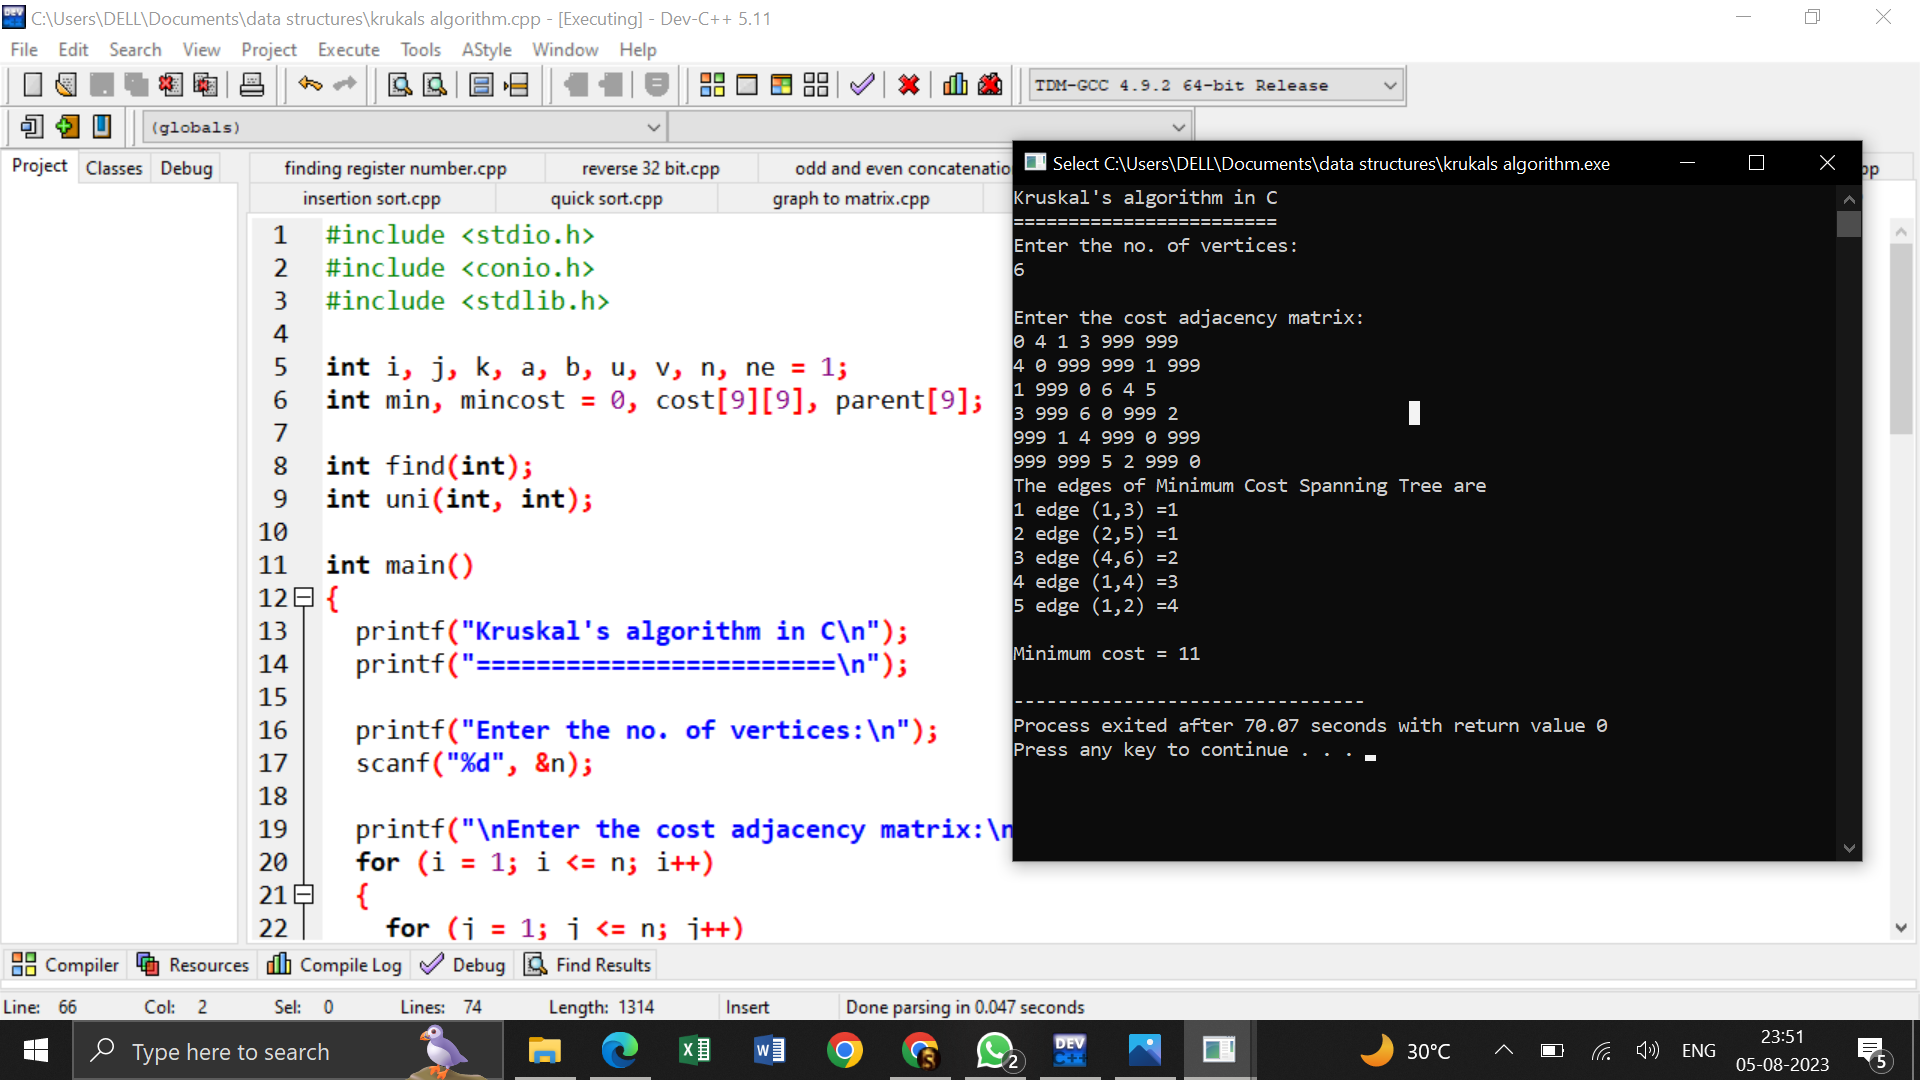 C:\Users\DELL\Documents\data structures\krukals algorithm.cpp - [Executing] - Dev-C++ 5.11
File Edit Search View Project Execute Tools AStyle Window Help
TDM-GCC 4.9.2 64-bit Release
(globals)
Project Classes Debug
finding register number.cpp reverse 32 bit.cpp odd and even concatenatio
pp
insertion sort.cpp quick sort.cpp graph to matrix.cpp
1 #include <stdio.h>
2 #include <conio.h>
3 #include <stdlib.h>
4
5 int i, j, k, a, b, u, v, n, ne = 1;
6 int min, mincost = 0, cost[9][9], parent[9];
7
8 int find(int);
9 int uni(int, int);
10
11 int main()
12 {
13 printf("Kruskal's algorithm in C\n");
14 printf("========================\n");
15
16 printf("Enter the no. of vertices:\n");
17 scanf("%d", &n);
18
19 printf("\nEnter the cost adjacency matrix:\n
20 for (i = 1; i <= n; i++)
21 {
22 for (j = 1; j <= n; j++)
Select C:\Users\DELL\Documents\data structures\krukals algorithm.exe
Kruskal's algorithm in C
========================
Enter the no. of vertices:
6
Enter the cost adjacency matrix:
0 4 1 3 999 999
4 0 999 999 1 999
1 999 0 6 4 5
3 999 6 0 999 2
999 1 4 999 0 999
999 999 5 2 999 0
The edges of Minimum Cost Spanning Tree are
1 edge (1,3) =1
2 edge (2,5) =1
3 edge (4,6) =2
4 edge (1,4) =3
5 edge (1,2) =4
Minimum cost = 11
--------------------------------
Process exited after 70.07 seconds with return value 0
Press any key to continue . . .
Compiler Resources Compile Log Debug Find Results
Line: 66 Col: 2 Sel: 0 Lines: 74 Length: 1314 Insert Done parsing in 0.047 seconds
Type here to search
2
DEV C++
30°C
ENG
23:51
05-08-2023
5